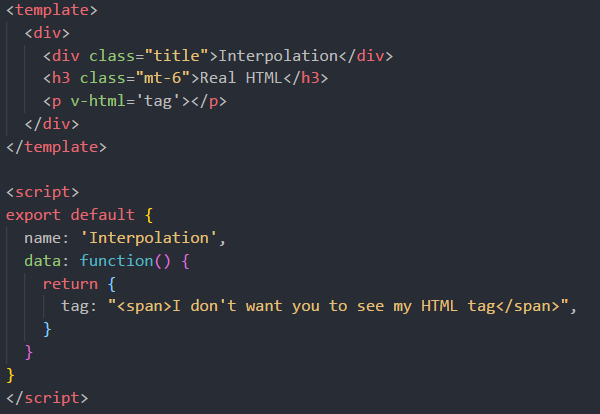 <template>
  <div>
    <div class="title">Interpolation</div>
    <h3 class="mt-6">Real HTML</h3>
    <p v-html='tag'></p>
  </div>
</template>

<script>
export default {
  name: 'Interpolation',
  data: function() {
    return {
      tag: "<span>I don't want you to see my HTML tag</span>",
    }
  }
}
</script>